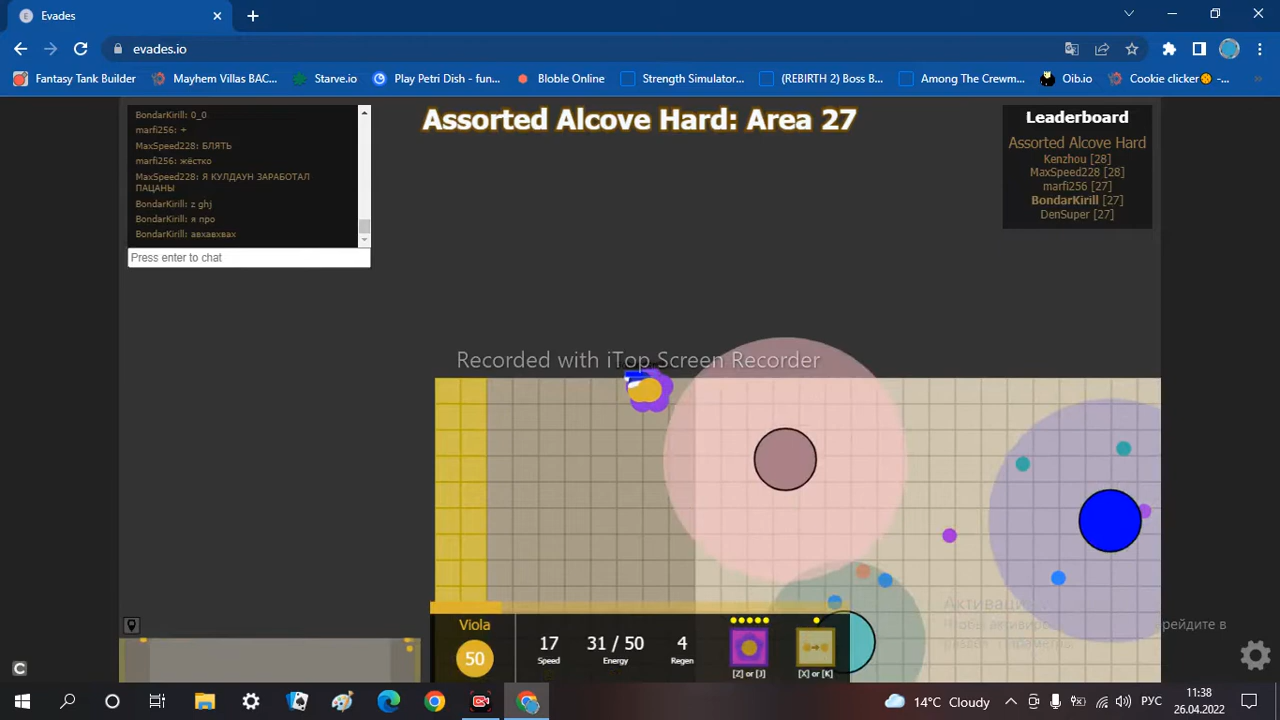 Evades
evades.io
Fantasy Tank Builder
Mayhem Villas BAC...
Starve.io
Play Petri Dish - fun...
Bloble Online
Strength Simulator...
(REBIRTH 2) Boss B...
Among The Crewm...
Oib.io
Cookie clicker🍪 -...
»
BondarKirill: 0_0
marfi256: +
MaxSpeed228: БЛЯТЬ
marfi256: жёстко
MaxSpeed228: Я КУЛДАУН ЗАРАБОТАЛ
ПАЦАНЫ
BondarKirill: z ghj
BondarKirill: я про
BondarKirill: авхавхвах
Press enter to chat
Assorted Alcove Hard: Area 27
Leaderboard
Assorted Alcove Hard
Kenzhou [28]
MaxSpeed228 [28]
marfi256 [27]
BondarKirill [27]
DenSuper [27]
Recorded with iTop Screen Recorder
Viola
50
17
Speed
31 / 50
Energy
4
Regen
[Z] or [J]
[X] or [K]
Чтобы активир
ерейдите в
раздел
C
14°C Cloudy
РУС
11:38
26.04.2022